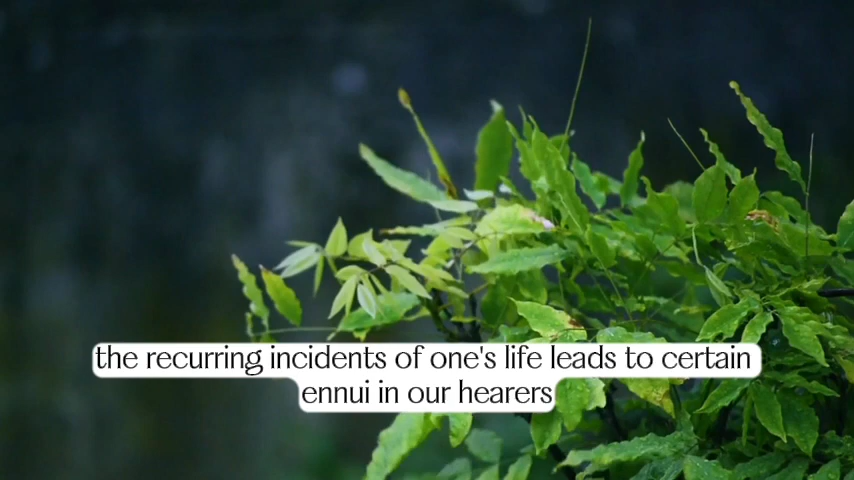 the recurring incidents of one's life leads to certain
ennui in our hearers